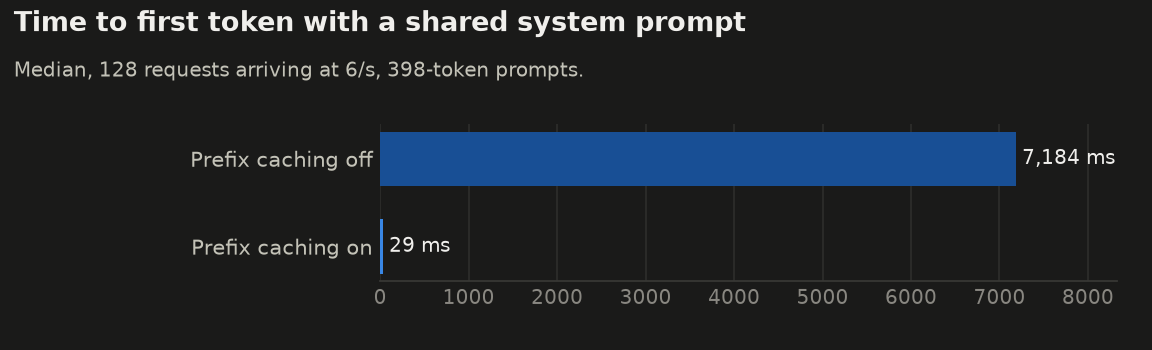 Time to first token with a shared system prompt
Median, 128 requests arriving at 6/s, 398-token prompts.
Prefix caching off
7,184 ms
Prefix caching on
29 ms
0 1000 2000 3000 4000 5000 6000 7000 8000